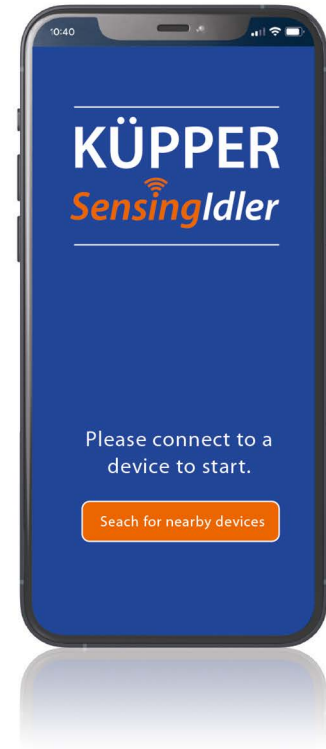 10:40
KÜPPER
SensingIdler
Please connect to a
device to start.
Seach for nearby devices